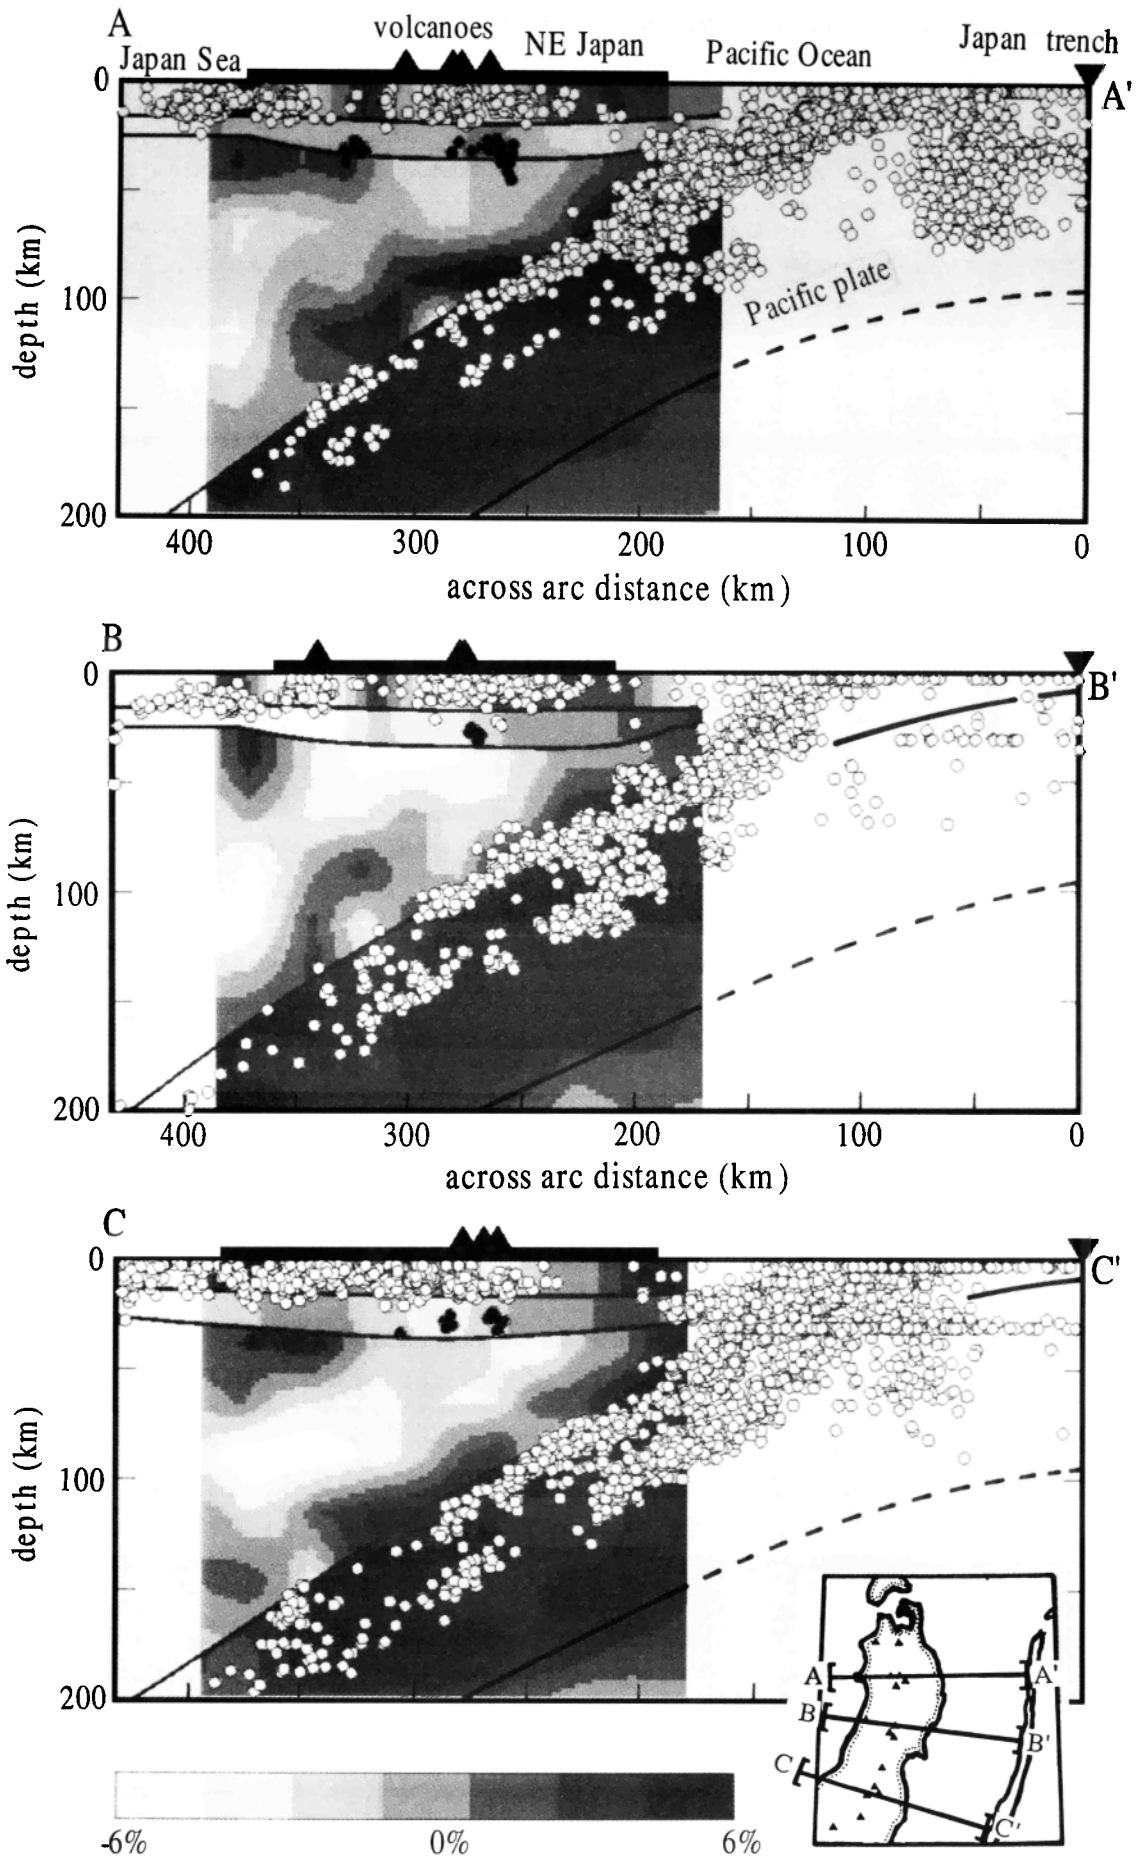 A
volcanoes
Japan Sea
NE Japan
Pacific Ocean
Japan trench
A'
0
100
200
depth (km)
Pacific plate
400
300
200
100
0
across arc distance (km)
B
B'
0
100
200
depth (km)
400
300
200
100
0
across arc distance (km)
C
C'
0
100
200
depth (km)
A
A'
B
B'
C
C'
-6%
0%
6%